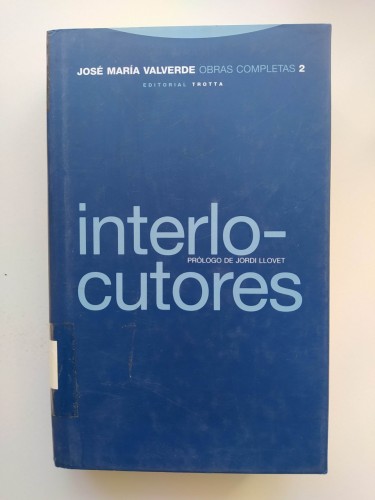 JOSÉ MARÍA VALVERDE OBRAS COMPLETAS 2
EDITORIAL TROTTA
interlo-
PRÓLOGO DE JORDI LLOVET
cutores